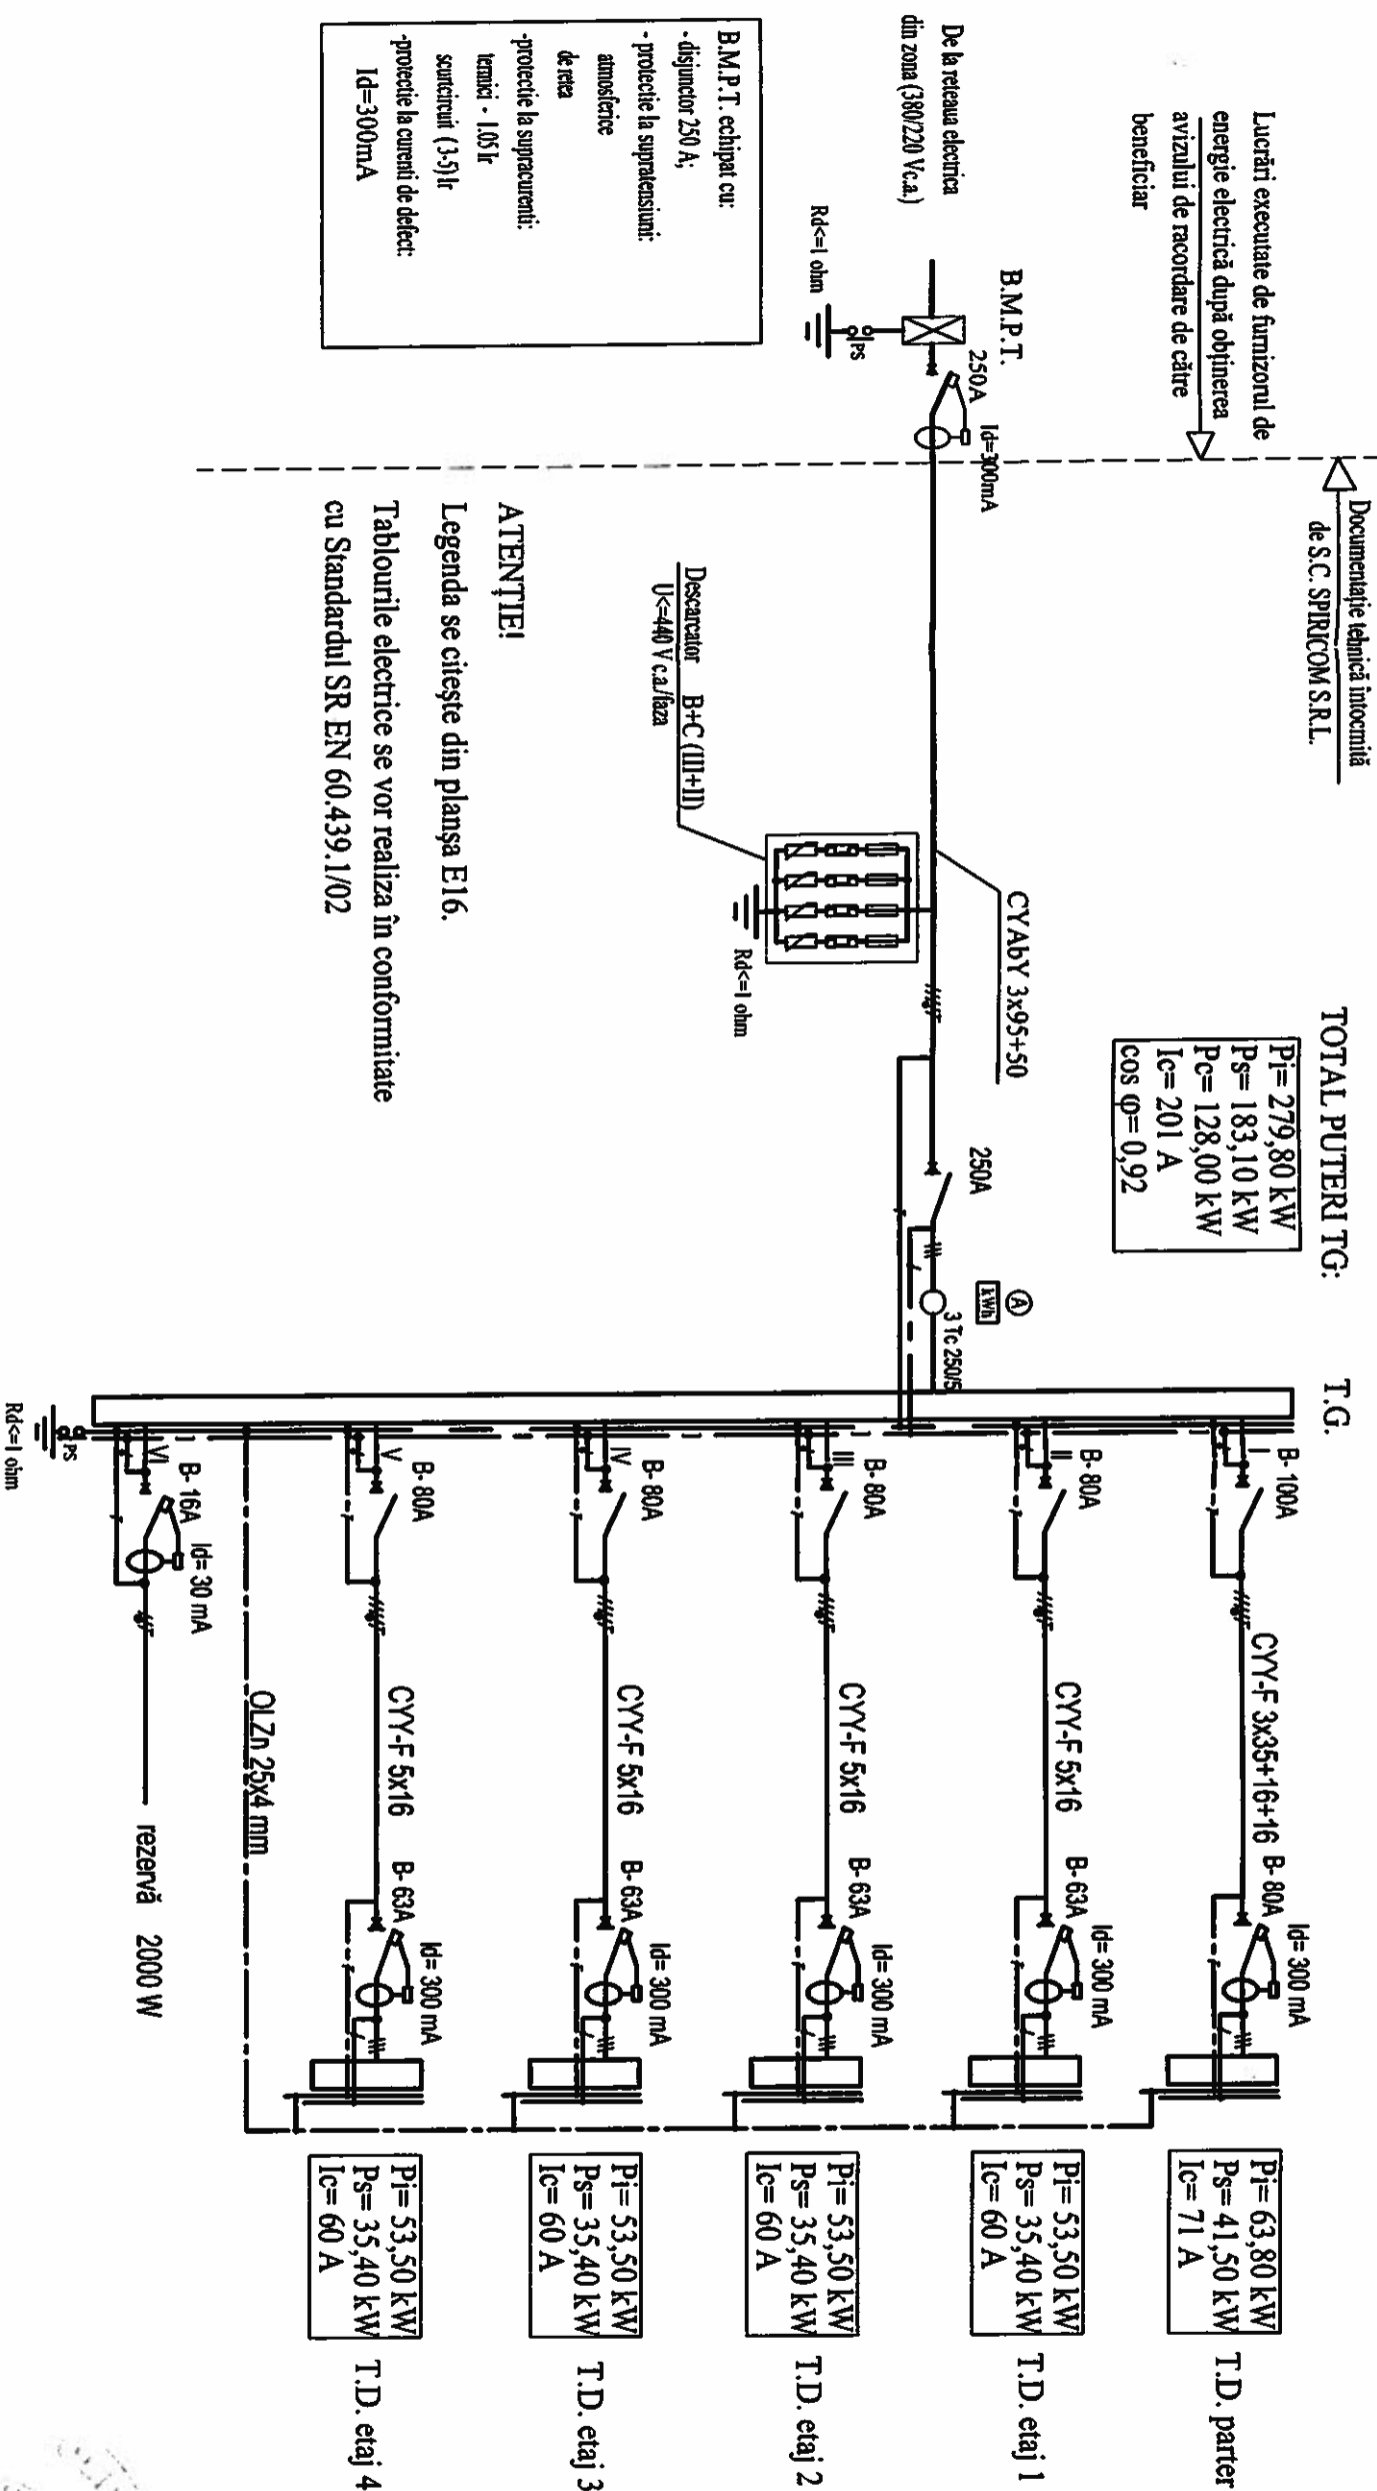 Lucrări executate de furnizorul de
energie electrică după obținerea
avizului de racordare de către
beneficiar
Documentație tehnică întocmită
de S.C. SPIRICOM S.R.L.
TOTAL PUTERI TG:
Pi= 279,80 kW
Ps= 183,10 kW
Pc= 128,00 kW
Ic= 201 A
cos φ= 0,92
T.G.
De la reteaua electrica
din zona (380/220 Vc.a.)
B.M.P.T.
250A
Id=300mA
PS
Rd<=1 ohm
B.M.P.T. echipat cu:
- disjunctor 250 A;
- protectie la supratensiuni:
atmosferice
de retea
-protectie la supracurenti:
termici - 1.05 Ir
scurtcircuit (3-5) Ir
-protectie la curenti de defect:
Id=300mA
CYAbY 3x95+50
Descarcator B+C (III+II)
U<=440 V c.a./faza
Rd<=1 ohm
250A
A
kWh
3 Tc 250/5
ATENȚIE!
Legenda se citește din planșa E16.
Tablourile electrice se vor realiza în conformitate
cu Standardul SR EN 60.439.1/02
I
B- 100A
CYY-F 3x35+16+16
B- 80A
Id= 300 mA
Pi= 63,80 kW
Ps= 41,50 kW
Ic= 71 A
T.D. parter
II
B- 80A
CYY-F 5x16
B- 63A
Id= 300 mA
Pi= 53,50 kW
Ps= 35,40 kW
Ic= 60 A
T.D. etaj 1
III
B- 80A
CYY-F 5x16
B- 63A
Id= 300 mA
Pi= 53,50 kW
Ps= 35,40 kW
Ic= 60 A
T.D. etaj 2
IV
B- 80A
CYY-F 5x16
B- 63A
Id= 300 mA
Pi= 53,50 kW
Ps= 35,40 kW
Ic= 60 A
T.D. etaj 3
V
B- 80A
CYY-F 5x16
B- 63A
Id= 300 mA
Pi= 53,50 kW
Ps= 35,40 kW
Ic= 60 A
T.D. etaj 4
OLZn 25x4 mm
VI
B- 16A
Id= 30 mA
rezervă 2000 W
PS
Rd<=1 ohm